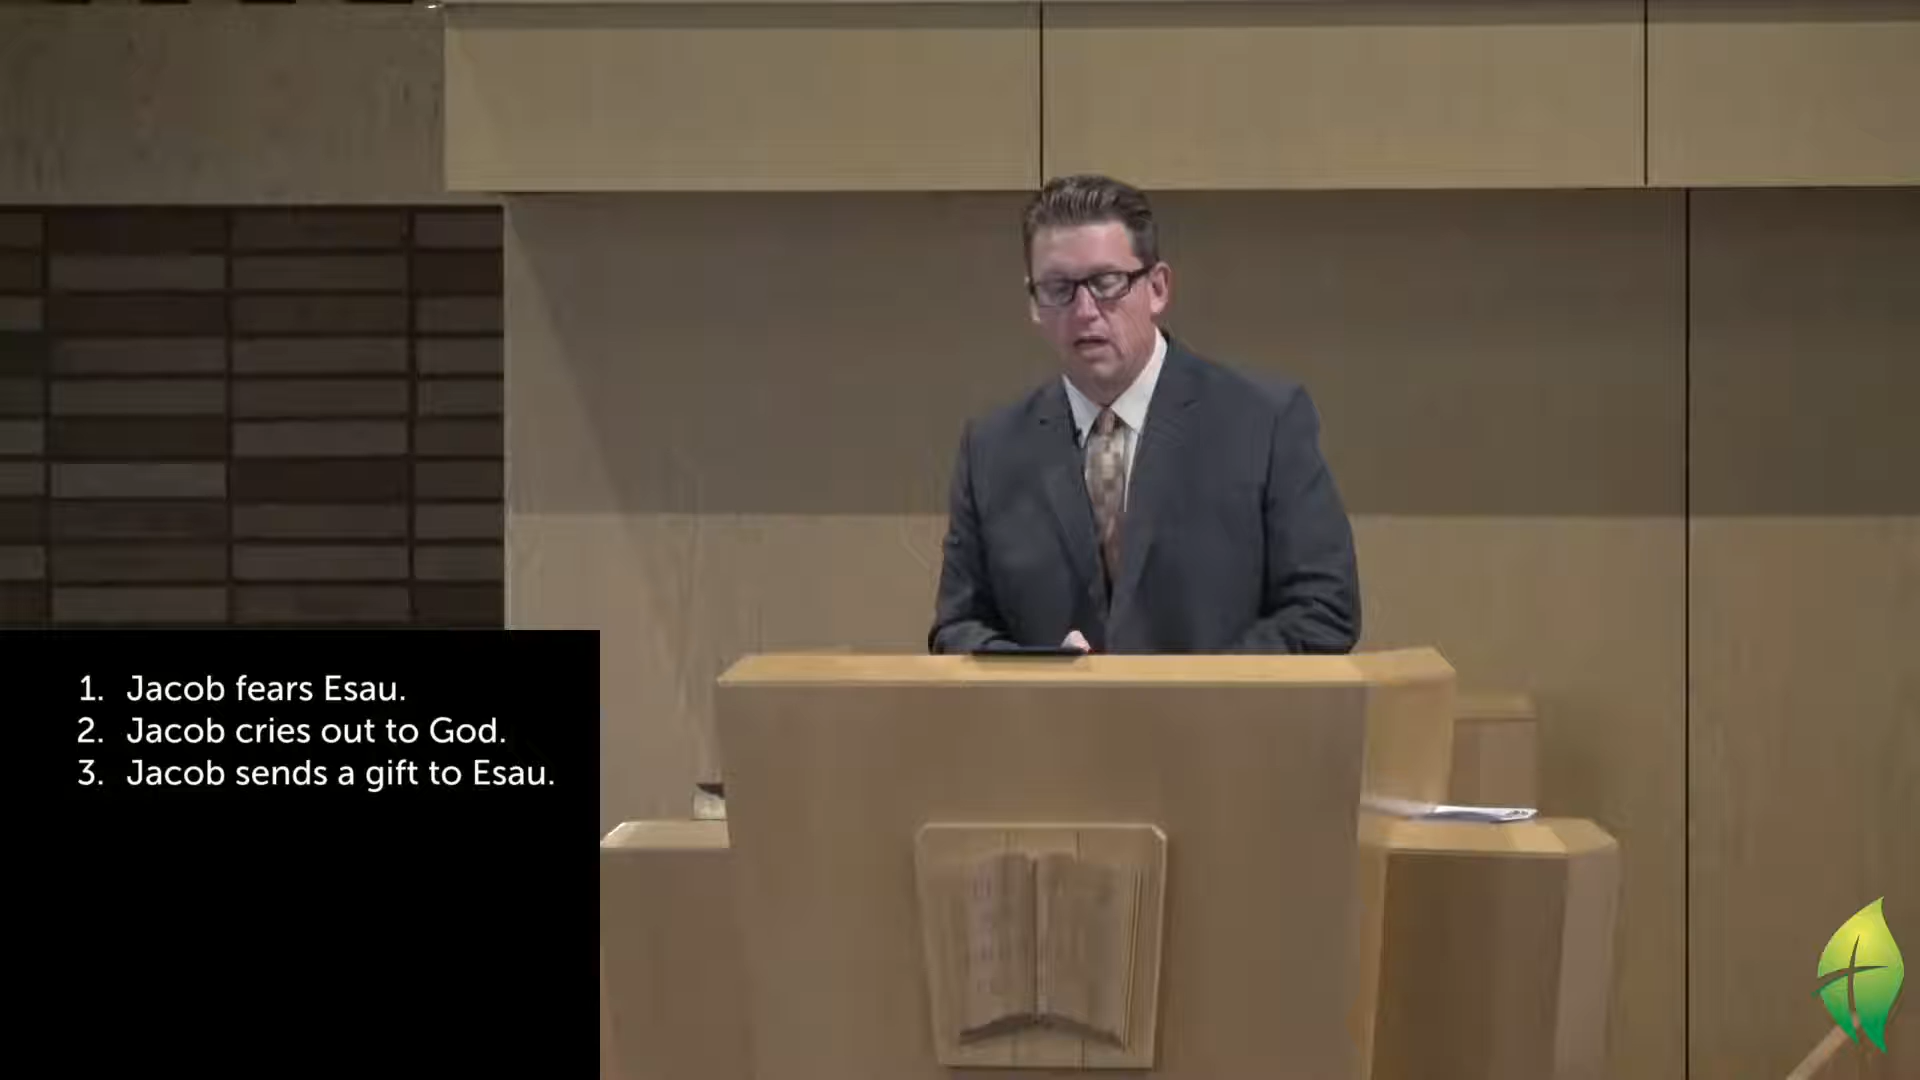 1. Jacob fears Esau.
2. Jacob cries out to God.
3. Jacob sends a gift to Esau.